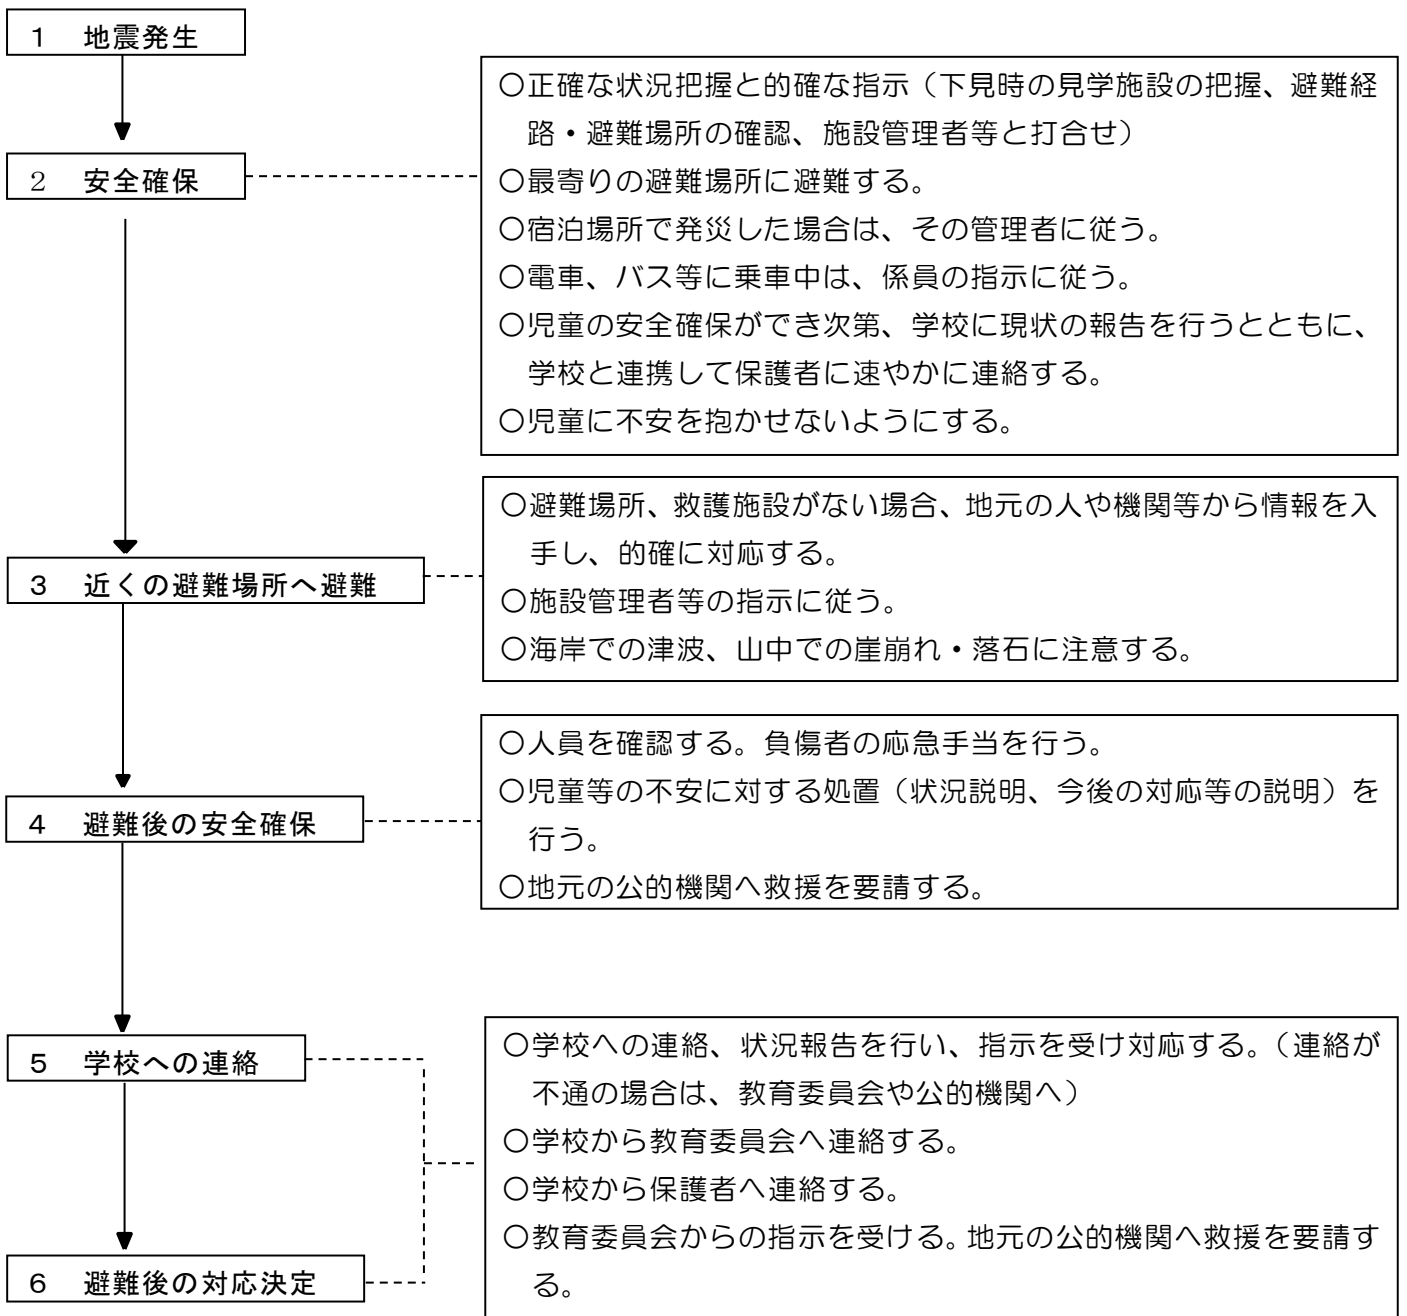 １　地震発生
２　安全確保
〇正確な状況把握と的確な指示（下見時の見学施設の把握、避難経
路・避難場所の確認、施設管理者等と打合せ）
〇最寄りの避難場所に避難する。
〇宿泊場所で発災した場合は、その管理者に従う。
〇電車、バス等に乗車中は、係員の指示に従う。
〇児童の安全確保ができ次第、学校に現状の報告を行うとともに、
学校と連携して保護者に速やかに連絡する。
〇児童に不安を抱かせないようにする。
３　近くの避難場所へ避難
〇避難場所、救護施設がない場合、地元の人や機関等から情報を入
手し、的確に対応する。
〇施設管理者等の指示に従う。
〇海岸での津波、山中での崖崩れ・落石に注意する。
４　避難後の安全確保
〇人員を確認する。負傷者の応急手当を行う。
〇児童等の不安に対する処置（状況説明、今後の対応等の説明）を
行う。
〇地元の公的機関へ救援を要請する。
５　学校への連絡
６　避難後の対応決定
〇学校への連絡、状況報告を行い、指示を受け対応する。（連絡が
不通の場合は、教育委員会や公的機関へ）
〇学校から教育委員会へ連絡する。
〇学校から保護者へ連絡する。
〇教育委員会からの指示を受ける。地元の公的機関へ救援を要請す
る。